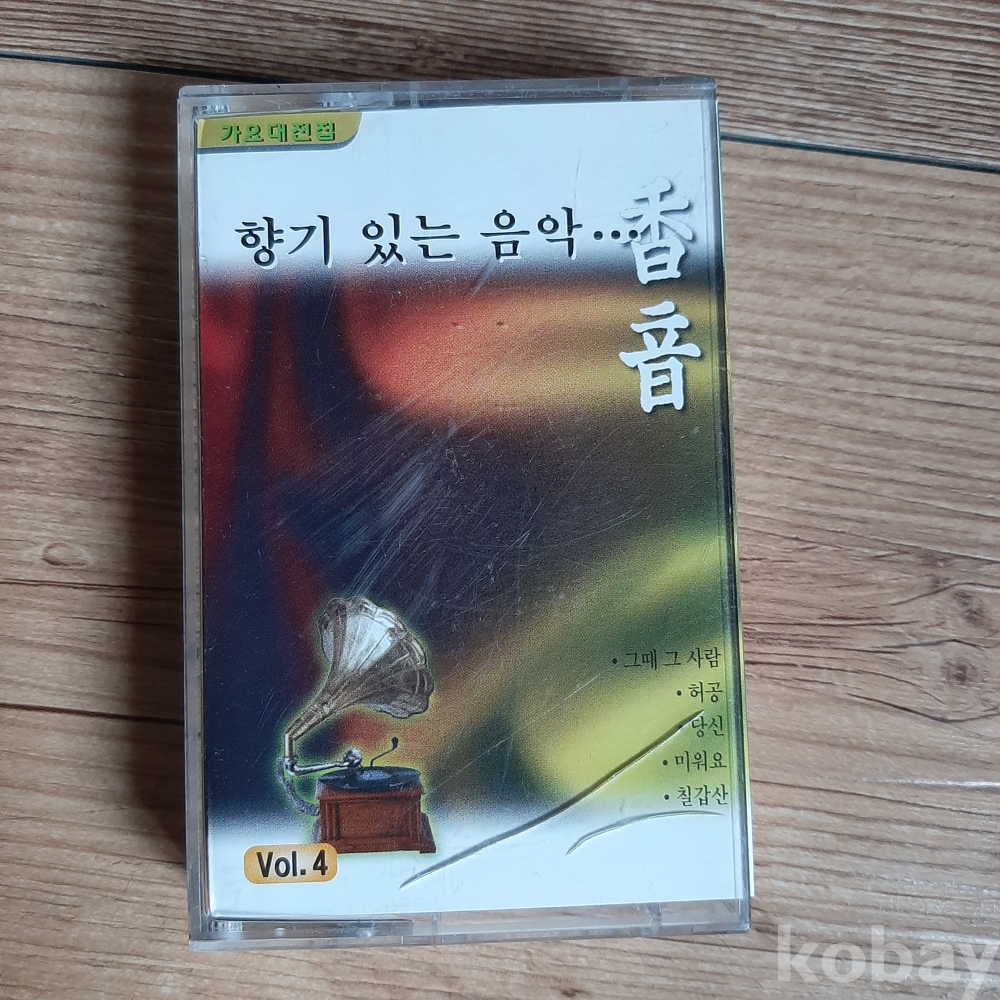 가요대전집
향기 있는 음악...
香音
• 그때 그 사람
• 허공
• 당신
• 미워요
• 칠갑산
Vol. 4
kobay